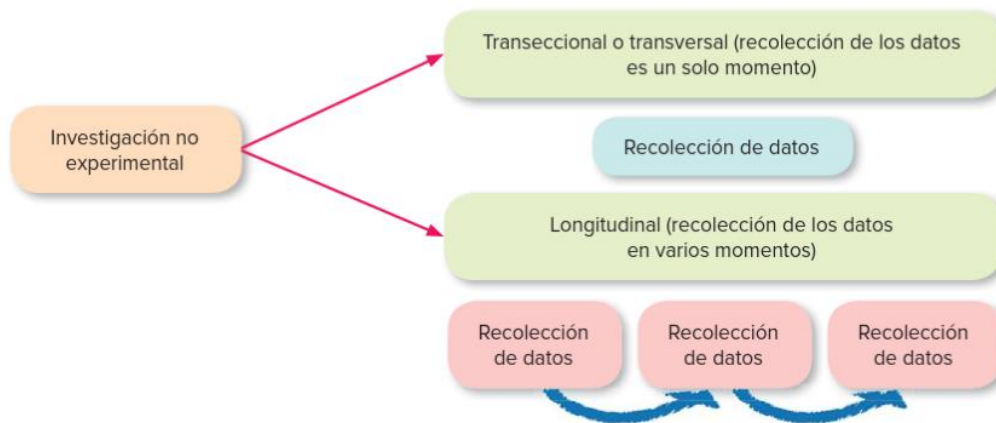 Transeccional o transversal (recolección de los datos
es un solo momento)
Investigación no
experimental
Recolección de datos
Longitudinal (recolección de los datos
en varios momentos)
Recolección
de datos
Recolección
de datos
Recolección
de datos